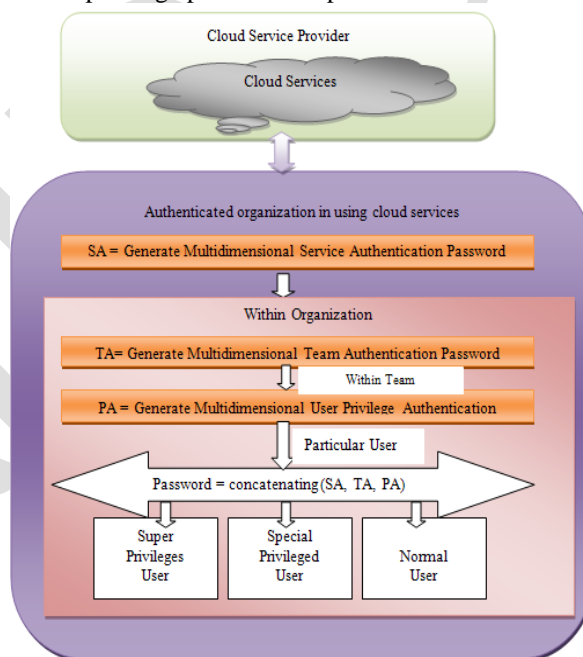 Cloud Service Provider
Cloud Services
Authenticated organization in using cloud services
SA = Generate Multidimensional Service Authentication Password
Within Organization
TA= Generate Multidimensional Team Authentication Password
Within Team
PA = Generate Multidimensional User Privilege Authentication
Particular User
Password = concatenating (SA, TA, PA)
Super
Privileges
User
Special
Privileged
User
Normal
User